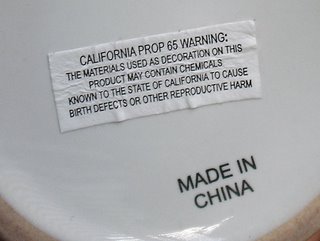 CALIFORNIA PROP 65 WARNING:
THE MATERIALS USED AS DECORATION ON THIS
PRODUCT MAY CONTAIN CHEMICALS
KNOWN TO THE STATE OF CALIFORNIA TO CAUSE
BIRTH DEFECTS OR OTHER REPRODUCTIVE HARM
MADE IN
CHINA